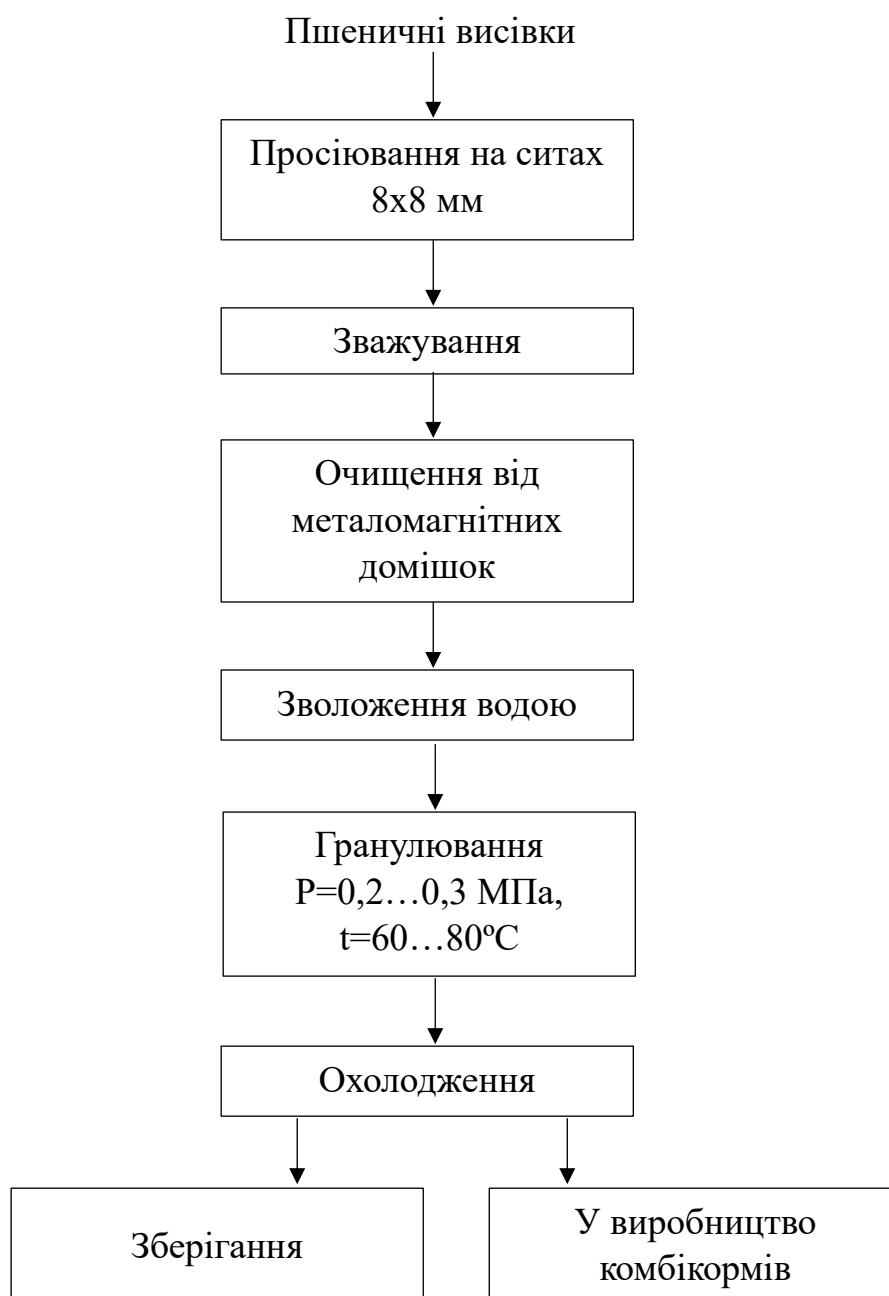 Пшеничні висівки
Просіювання на ситах
8х8 мм
Зважування
Очищення від
металомагнітних
домішок
Зволоження водою
Гранулювання
Р=0,2…0,3 МПа,
t=60…80ºС
Охолодження
Зберігання
У виробництво
комбікормів